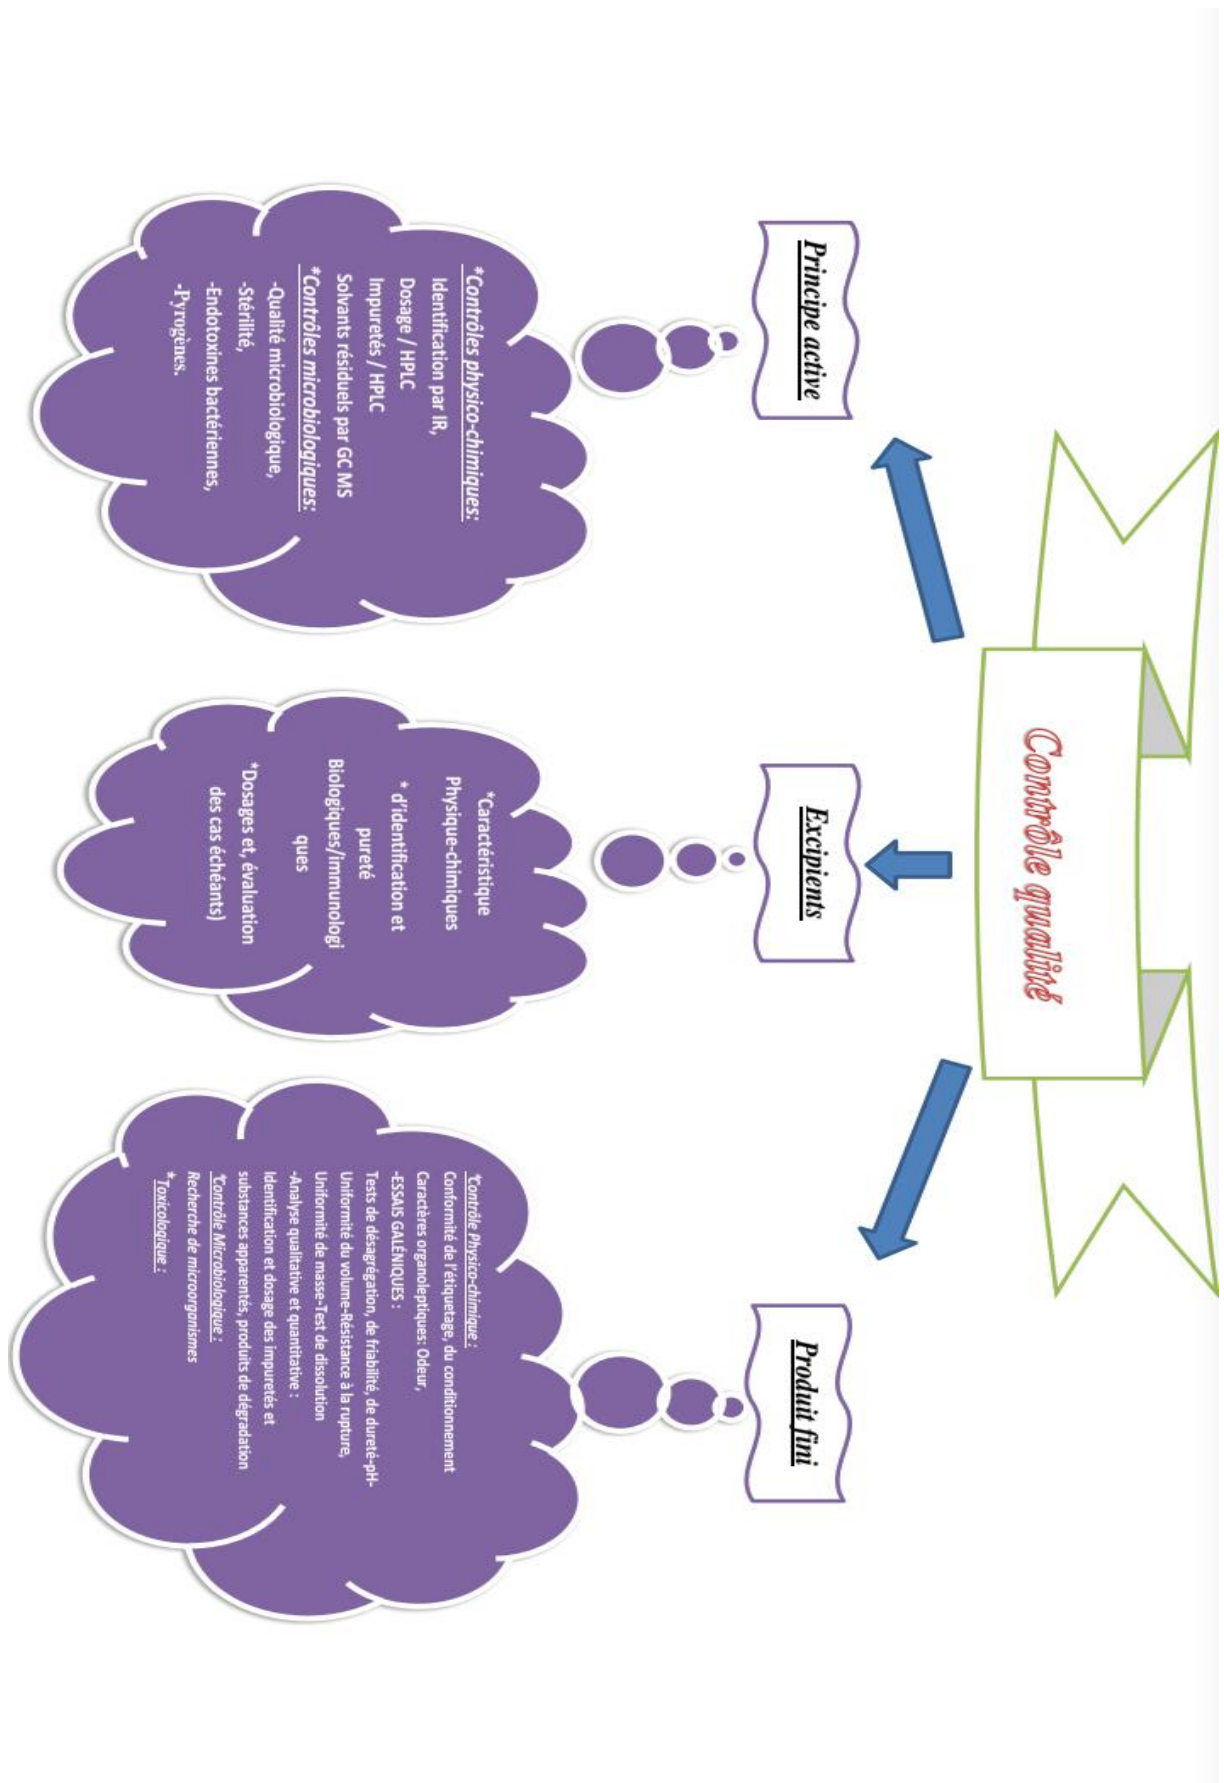 Contrôle qualité
Principe active
*Contrôles physico-chimiques:
Identification par IR,
Dosage / HPLC
Impuretés / HPLC
Solvants résiduels par GC MS
*Contrôles microbiologiques:
-Qualité microbiologique,
-Stérilité,
-Endotoxines bactériennes,
-Pyrogènes.
Excipients
*Caractéristique
Physique-chimiques
* d'identification et
pureté
Biologiques/immunologi
ques
*Dosages et, évaluation
des cas échéants)
Produit fini
*Contrôle Physico-chimique :
Conformité de l'étiquetage, du conditionnement
Caractères organoleptiques: Odeur,
-ESSAIS GALÉNIQUES :
Tests de désagrégation, de friabilité, de dureté-pH-
Uniformité du volume-Résistance à la rupture,
Uniformité de masse-Test de dissolution
-Analyse qualitative et quantitative :
Identification et dosage des impuretés et
substances apparentés, produits de dégradation
*Contrôle Microbiologique :
Recherche de microorganismes
* Toxicologique :